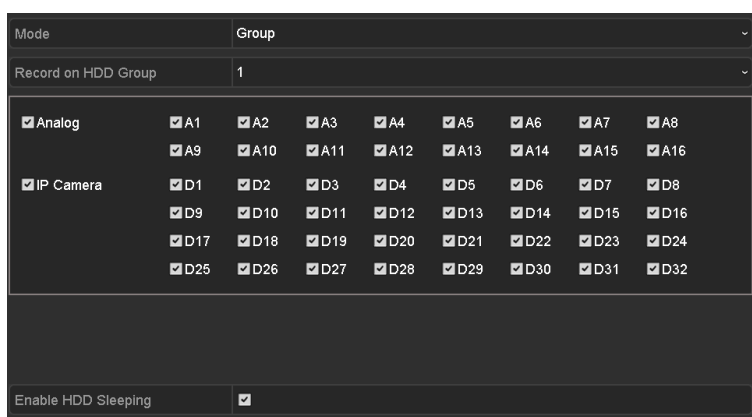 Mode Group
Record on HDD Group 1
Analog A1 A2 A3 A4 A5 A6 A7 A8
A9 A10 A11 A12 A13 A14 A15 A16
IP Camera D1 D2 D3 D4 D5 D6 D7 D8
D9 D10 D11 D12 D13 D14 D15 D16
D17 D18 D19 D20 D21 D22 D23 D24
D25 D26 D27 D28 D29 D30 D31 D32
Enable HDD Sleeping